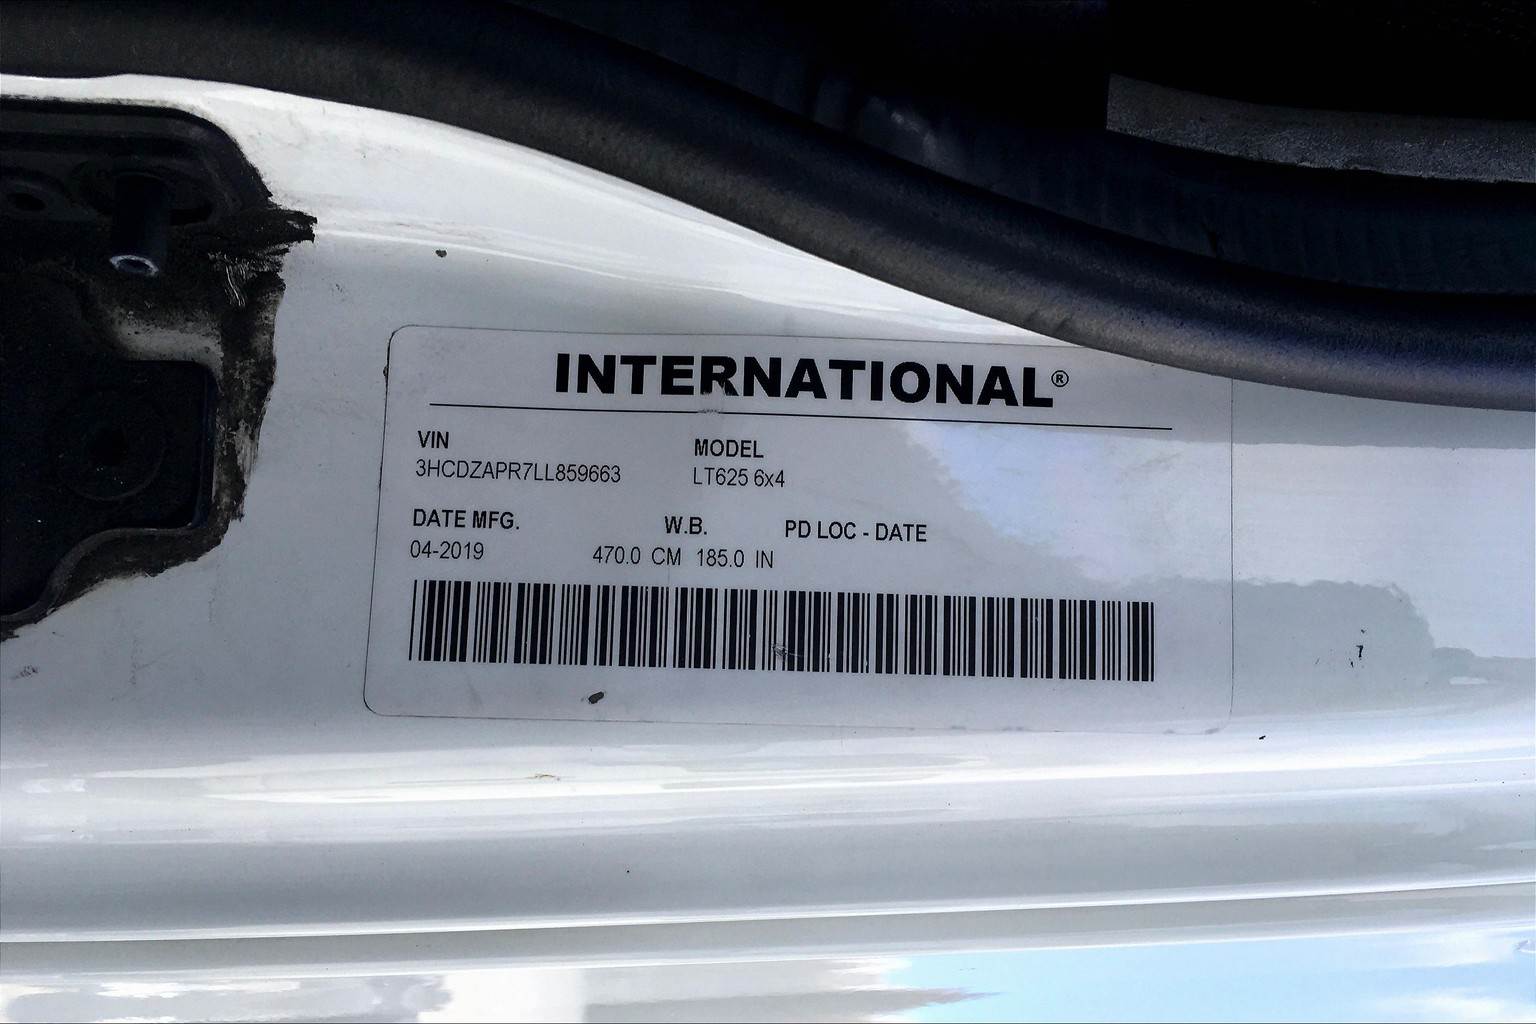 INTERNATIONAL®
VIN MODEL
3HCDZAPR7LL859663 LT625 6x4
DATE MFG. W.B. PD LOC - DATE
04-2019 470.0 CM 185.0 IN